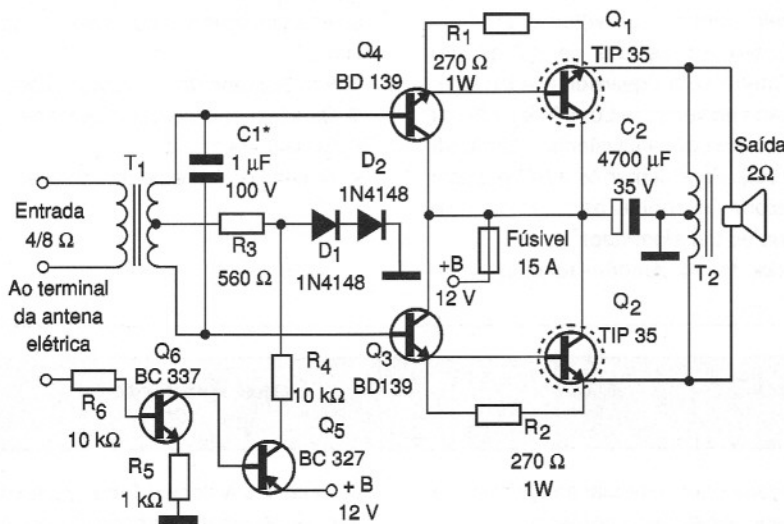 Q1
R1
270 Ω
1W
Q4
BD 139
TIP 35
C1*
1 µF
100 V
D2
1N4148
C2
4700 µF
35 V
Saída
2Ω
T1
Entrada
4/8 Ω
R3
560 Ω
D1
1N4148
Fúsivel
15 A
+B
12 V
T2
Ao terminal
da antena
elétrica
Q2
TIP 35
Q3
BD139
Q6
BC 337
R4
10 kΩ
R6
10 kΩ
Q5
BC 327
R5
1 kΩ
+ B
12 V
R2
270 Ω
1W